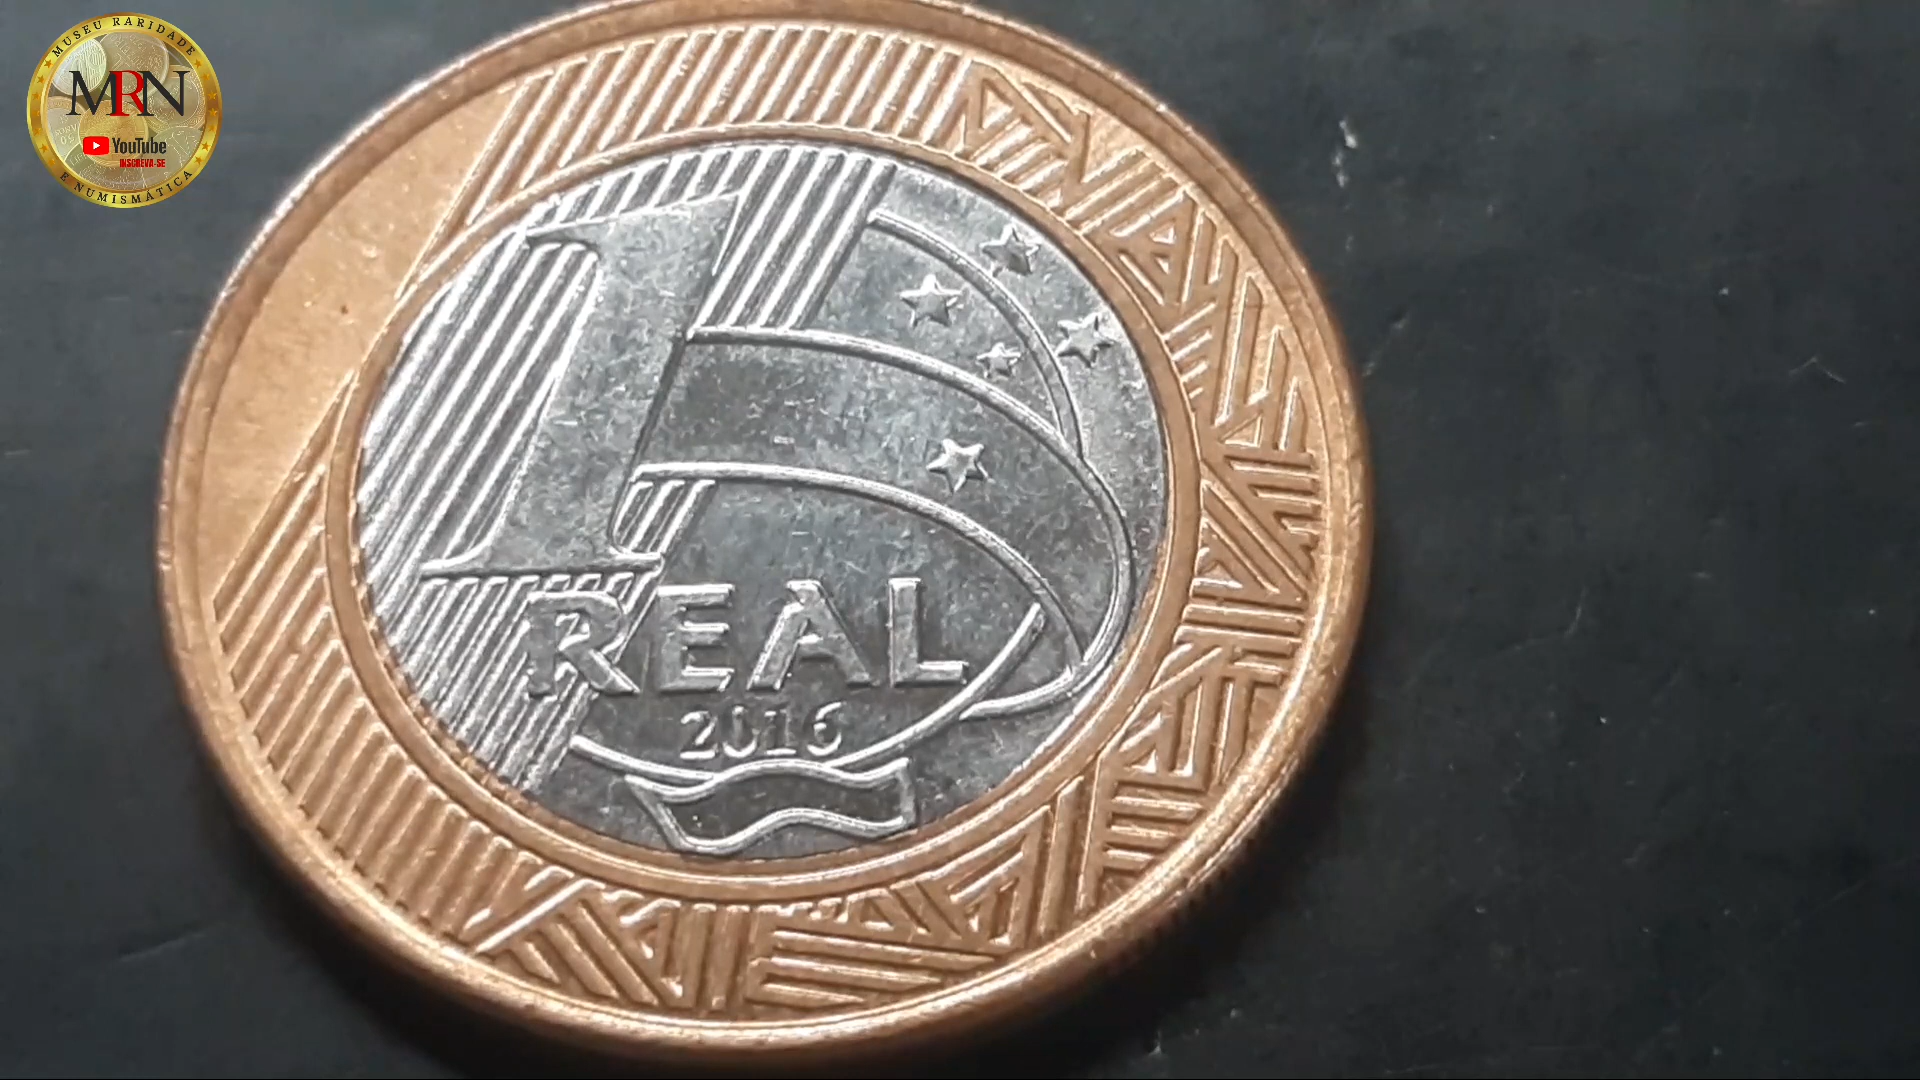 MUSEU RARIDADE
MRN
YouTube
INSCREVA-SE
E NUMISMÁTICA
1
REAL
2016